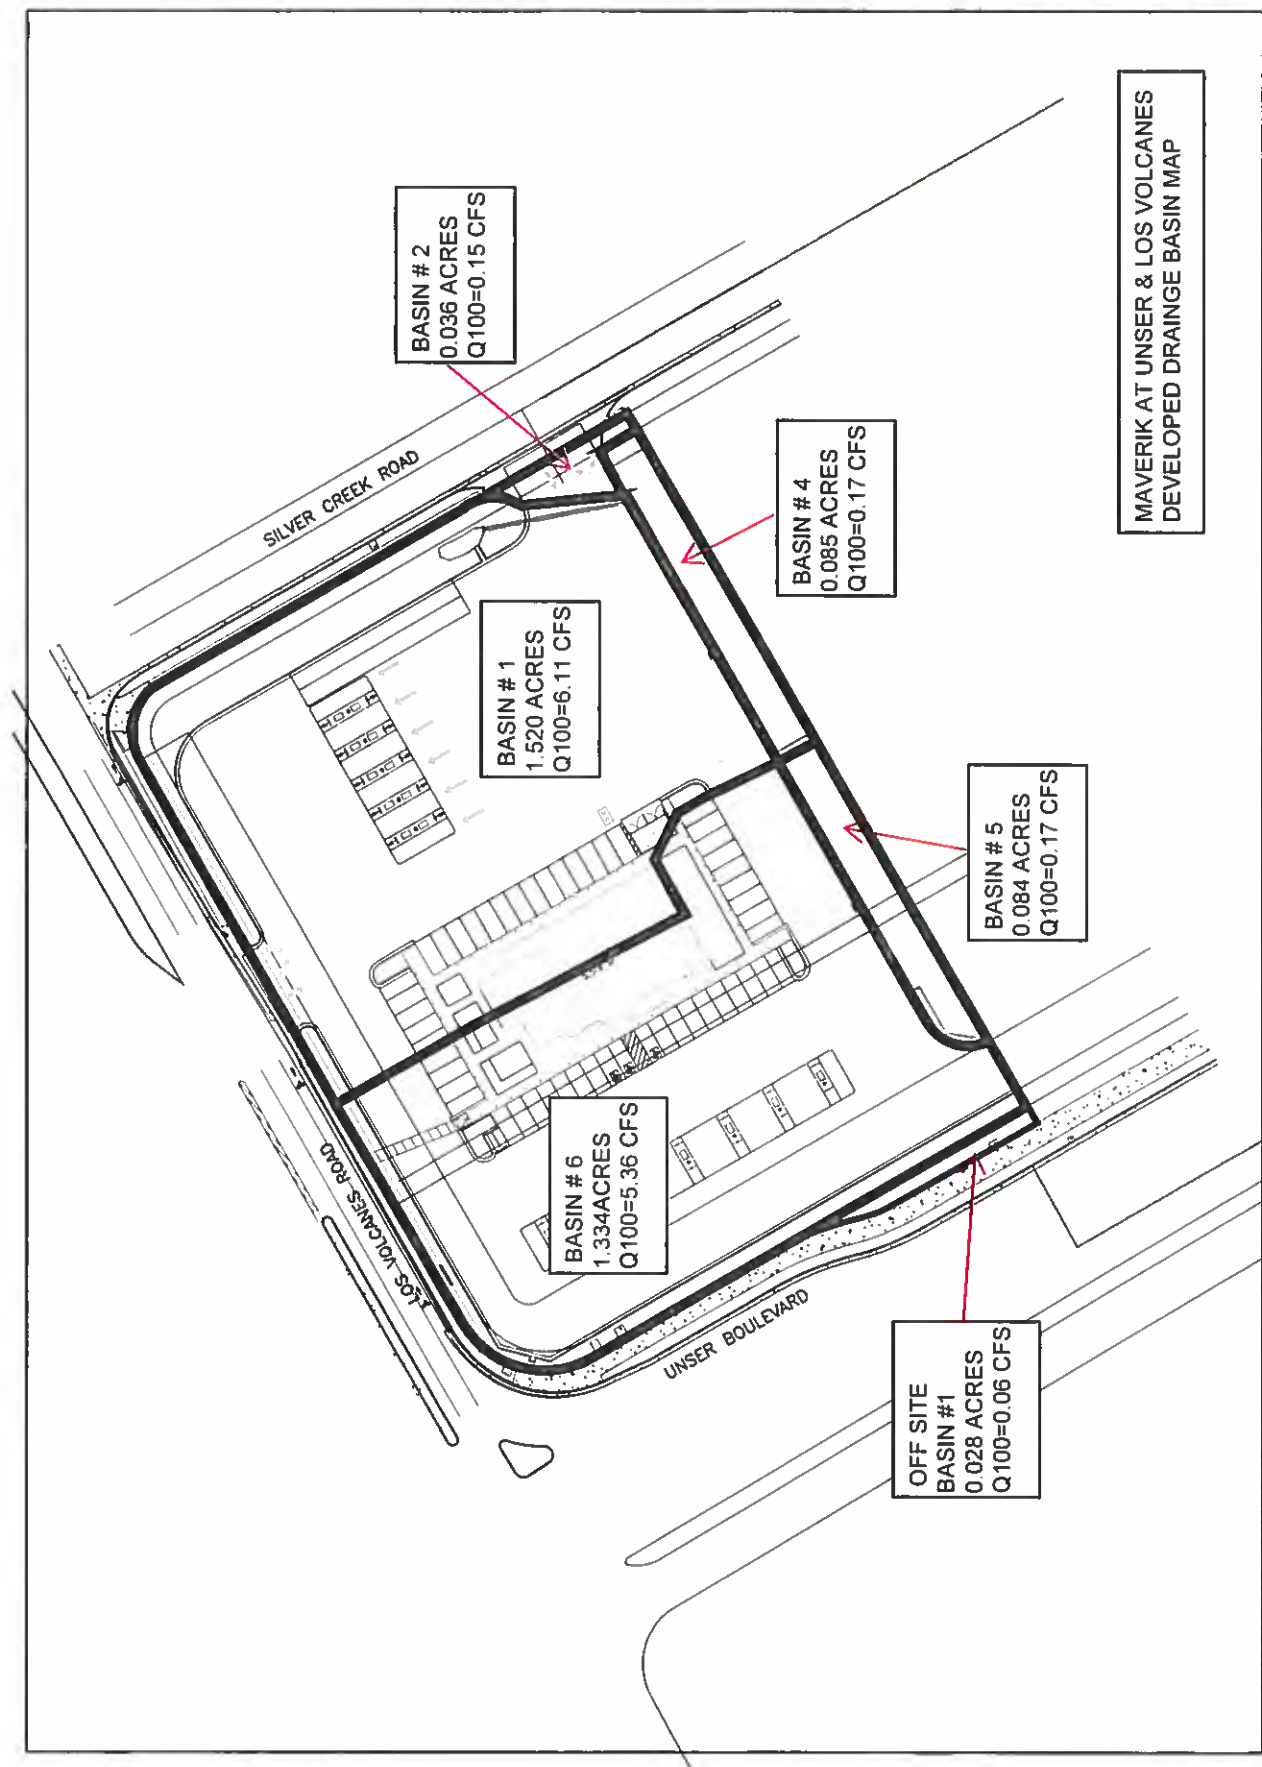 BASIN # 2
0.036 ACRES
Q100=0.15 CFS
SILVER CREEK ROAD
BASIN # 1
1.520 ACRES
Q100=6.11 CFS
BASIN # 4
0.085 ACRES
Q100=0.17 CFS
BASIN # 5
0.084 ACRES
Q100=0.17 CFS
LOS VOLCANES ROAD
BASIN # 6
1.334ACRES
Q100=5.36 CFS
UNSER BOULEVARD
OFF SITE
BASIN #1
0.028 ACRES
Q100=0.06 CFS
MAVERIK AT UNSER & LOS VOLCANES
DEVELOPED DRAINGE BASIN MAP